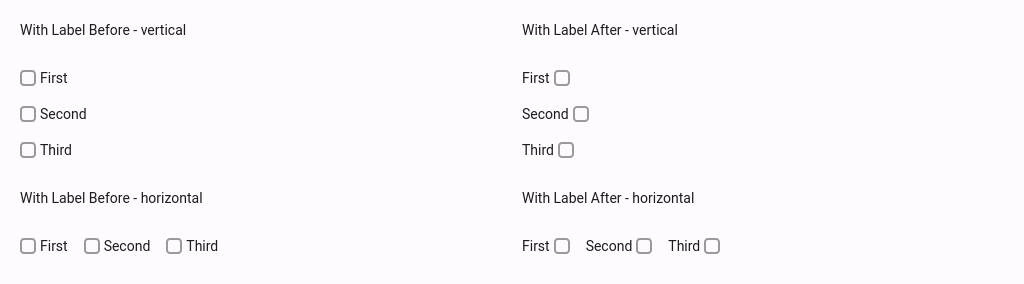 With Label Before - vertical
First
Second
Third
With Label Before - horizontal
First Second Third
With Label After - vertical
First
Second
Third
With Label After - horizontal
First Second Third